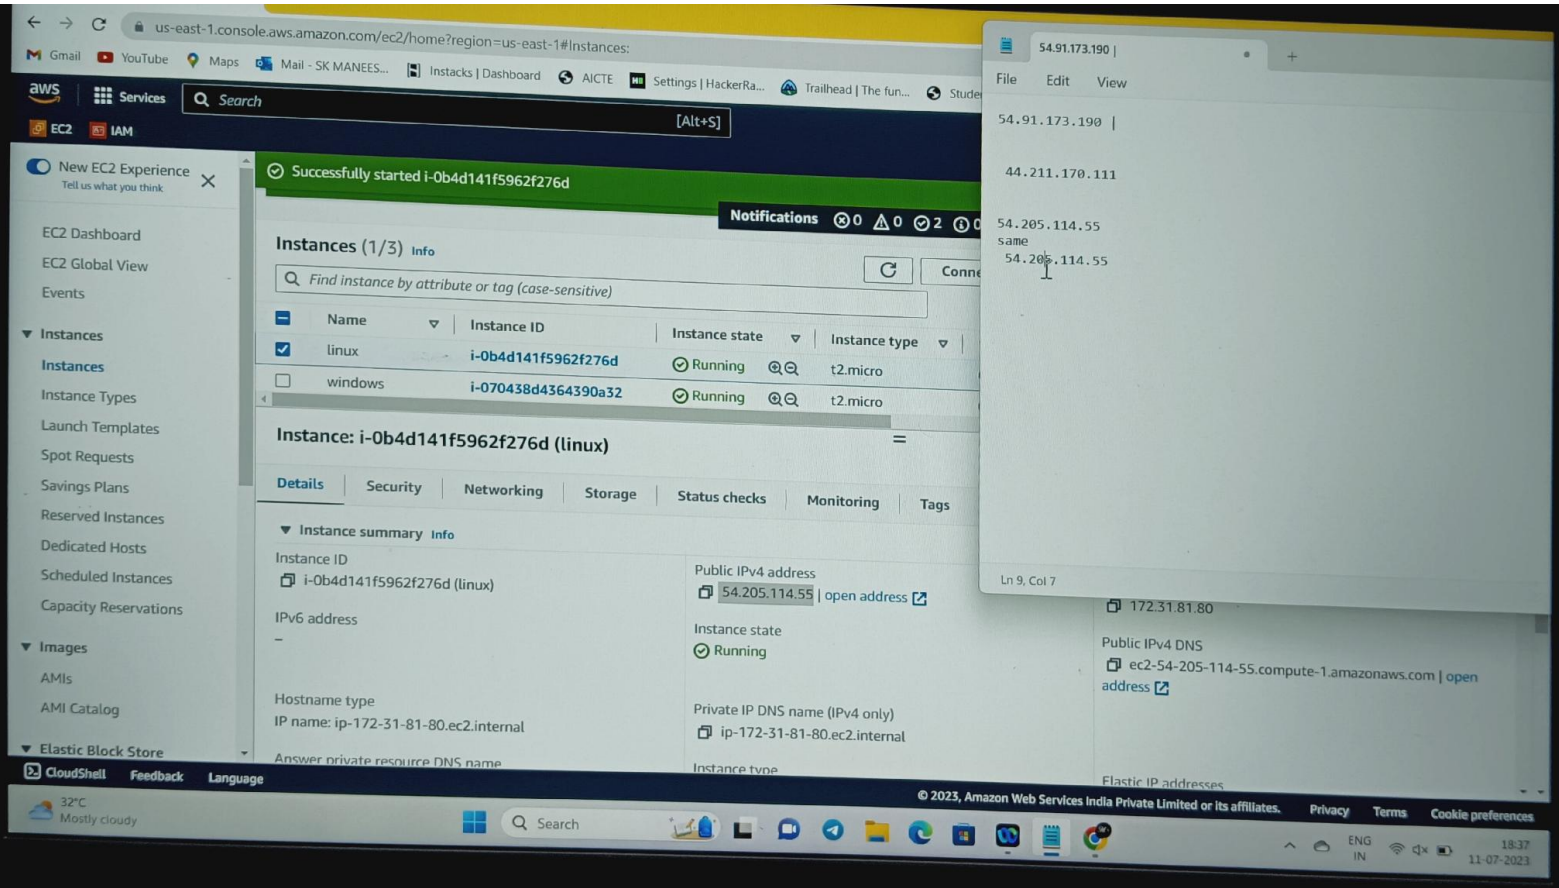 us-east-1.console.aws.amazon.com/ec2/home?region=us-east-1#Instances:
Gmail YouTube Maps Mail - SK MANEES... Instacks | Dashboard AICTE Settings | HackerRa... Trailhead | The fun... Stude
aws Services Search [Alt+S]
EC2 IAM
New EC2 Experience
Tell us what you think
EC2 Dashboard
EC2 Global View
Events
Instances
Instances
Instance Types
Launch Templates
Spot Requests
Savings Plans
Reserved Instances
Dedicated Hosts
Scheduled Instances
Capacity Reservations
Images
AMIs
AMI Catalog
Elastic Block Store
Successfully started i-0b4d141f5962f276d
Notifications 0 0 2 0
Instances (1/3) Info
Conne
Find instance by attribute or tag (case-sensitive)
Name Instance ID Instance state Instance type
linux i-0b4d141f5962f276d Running t2.micro
windows i-070438d4364390a32 Running t2.micro
Instance: i-0b4d141f5962f276d (linux)
Details Security Networking Storage Status checks Monitoring Tags
Instance summary Info
Instance ID
i-0b4d141f5962f276d (linux)
Public IPv4 address
54.205.114.55 | open address
172.31.81.80
IPv6 address
–
Instance state
Running
Public IPv4 DNS
ec2-54-205-114-55.compute-1.amazonaws.com | open
address
Hostname type
IP name: ip-172-31-81-80.ec2.internal
Private IP DNS name (IPv4 only)
ip-172-31-81-80.ec2.internal
Answer private resource DNS name
Instance type
Elastic IP addresses
54.91.173.190 |
File Edit View
54.91.173.190 |
44.211.170.111
54.205.114.55
same
54.205.114.55
Ln 9, Col 7
CloudShell Feedback Language
© 2023, Amazon Web Services India Private Limited or its affiliates. Privacy Terms Cookie preferences
32°C
Mostly cloudy
Search
ENG
IN
18:37
11-07-2023